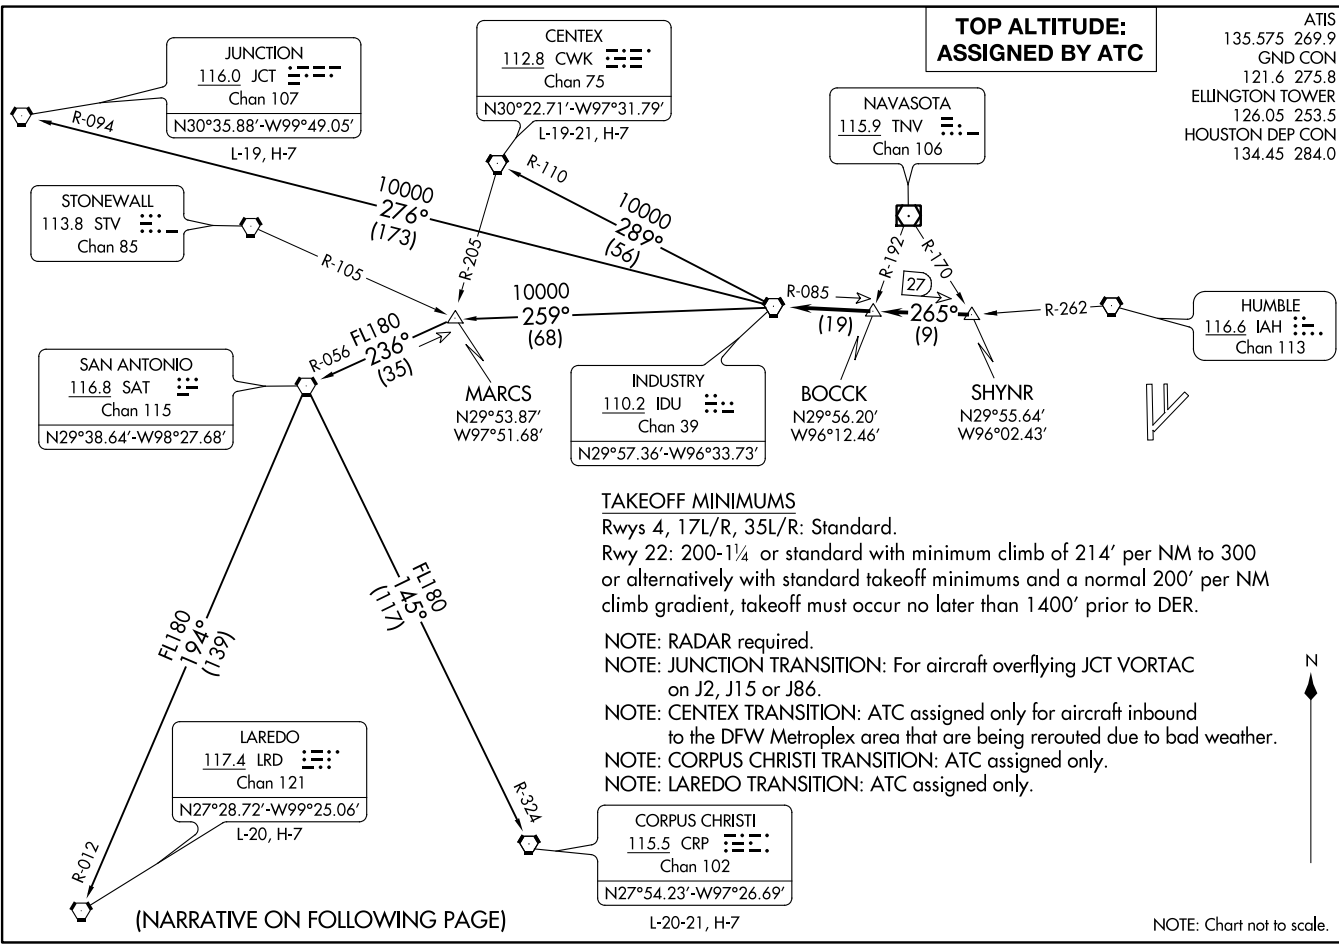 TOP ALTITUDE:
ASSIGNED BY ATC
ATIS
135.575 269.9
GND CON
121.6 275.8
ELLINGTON TOWER
126.05 253.5
HOUSTON DEP CON
134.45 284.0
JUNCTION
116.0 JCT
Chan 107
N30°35.88'-W99°49.05'
L-19, H-7
CENTEX
112.8 CWK
Chan 75
N30°22.71'-W97°31.79'
L-19-21, H-7
NAVASOTA
115.9 TNV
Chan 106
STONEWALL
113.8 STV
Chan 85
R-094
R-110
10000
276°
(173)
10000
289°
(56)
R-205
R-105
R-192
R-170
27
R-085
(19)
265°
(9)
R-262
HUMBLE
116.6 IAH
Chan 113
10000
259°
(68)
FL180
236°
(35)
R-056
SAN ANTONIO
116.8 SAT
Chan 115
N29°38.64'-W98°27.68'
MARCS
N29°53.87'
W97°51.68'
INDUSTRY
110.2 IDU
Chan 39
N29°57.36'-W96°33.73'
BOCCK
N29°56.20'
W96°12.46'
SHYNR
N29°55.64'
W96°02.43'
TAKEOFF MINIMUMS
Rwys 4, 17L/R, 35L/R: Standard.
Rwy 22: 200-1¼ or standard with minimum climb of 214' per NM to 300
or alternatively with standard takeoff minimums and a normal 200' per NM
climb gradient, takeoff must occur no later than 1400' prior to DER.
NOTE: RADAR required.
NOTE: JUNCTION TRANSITION: For aircraft overflying JCT VORTAC
on J2, J15 or J86.
NOTE: CENTEX TRANSITION: ATC assigned only for aircraft inbound
to the DFW Metroplex area that are being rerouted due to bad weather.
NOTE: CORPUS CHRISTI TRANSITION: ATC assigned only.
NOTE: LAREDO TRANSITION: ATC assigned only.
N
FL180
194°
(139)
FL180
145°
(117)
LAREDO
117.4 LRD
Chan 121
N27°28.72'-W99°25.06'
L-20, H-7
R-012
R-324
CORPUS CHRISTI
115.5 CRP
Chan 102
N27°54.23'-W97°26.69'
L-20-21, H-7
(NARRATIVE ON FOLLOWING PAGE)
NOTE: Chart not to scale.